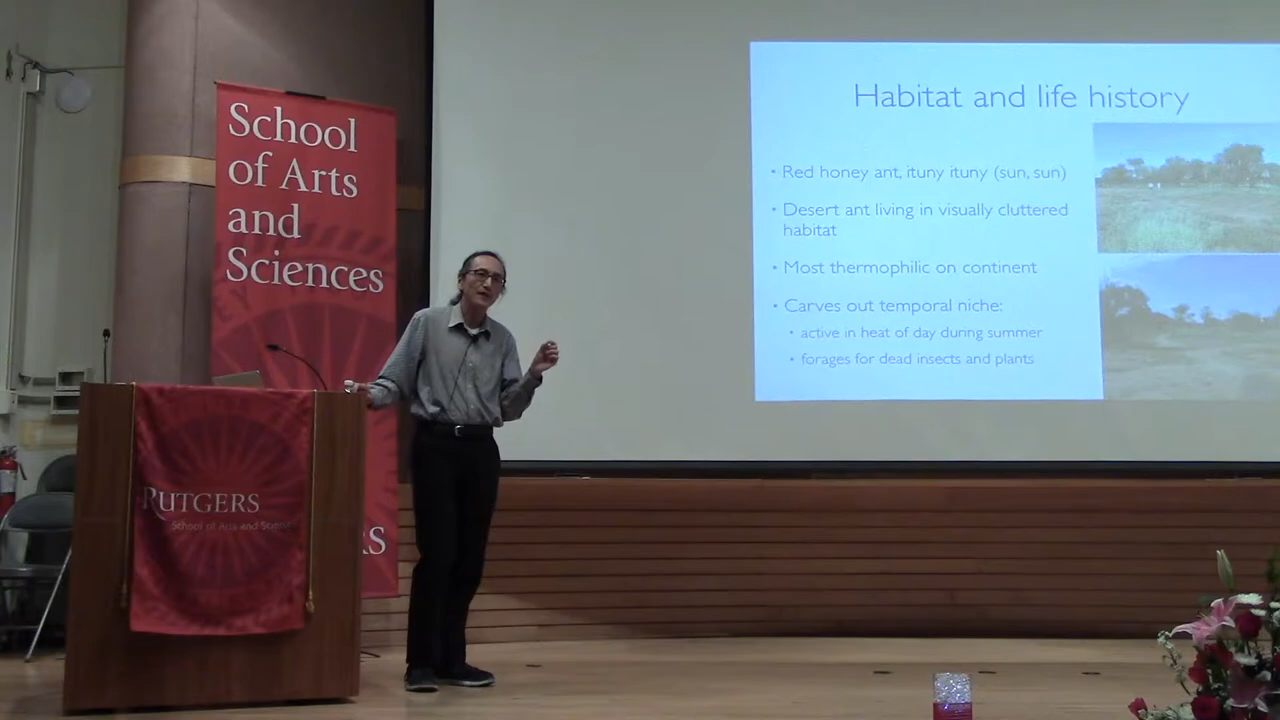 School
of Arts
and
Sciences
RS
RUTGERS
School of Arts and Scien
Habitat and life history
• Red honey ant, ituny ituny (sun, sun)
• Desert ant living in visually cluttered
habitat
• Most thermophilic on continent
• Carves out temporal niche:
• active in heat of day during summer
• forages for dead insects and plants